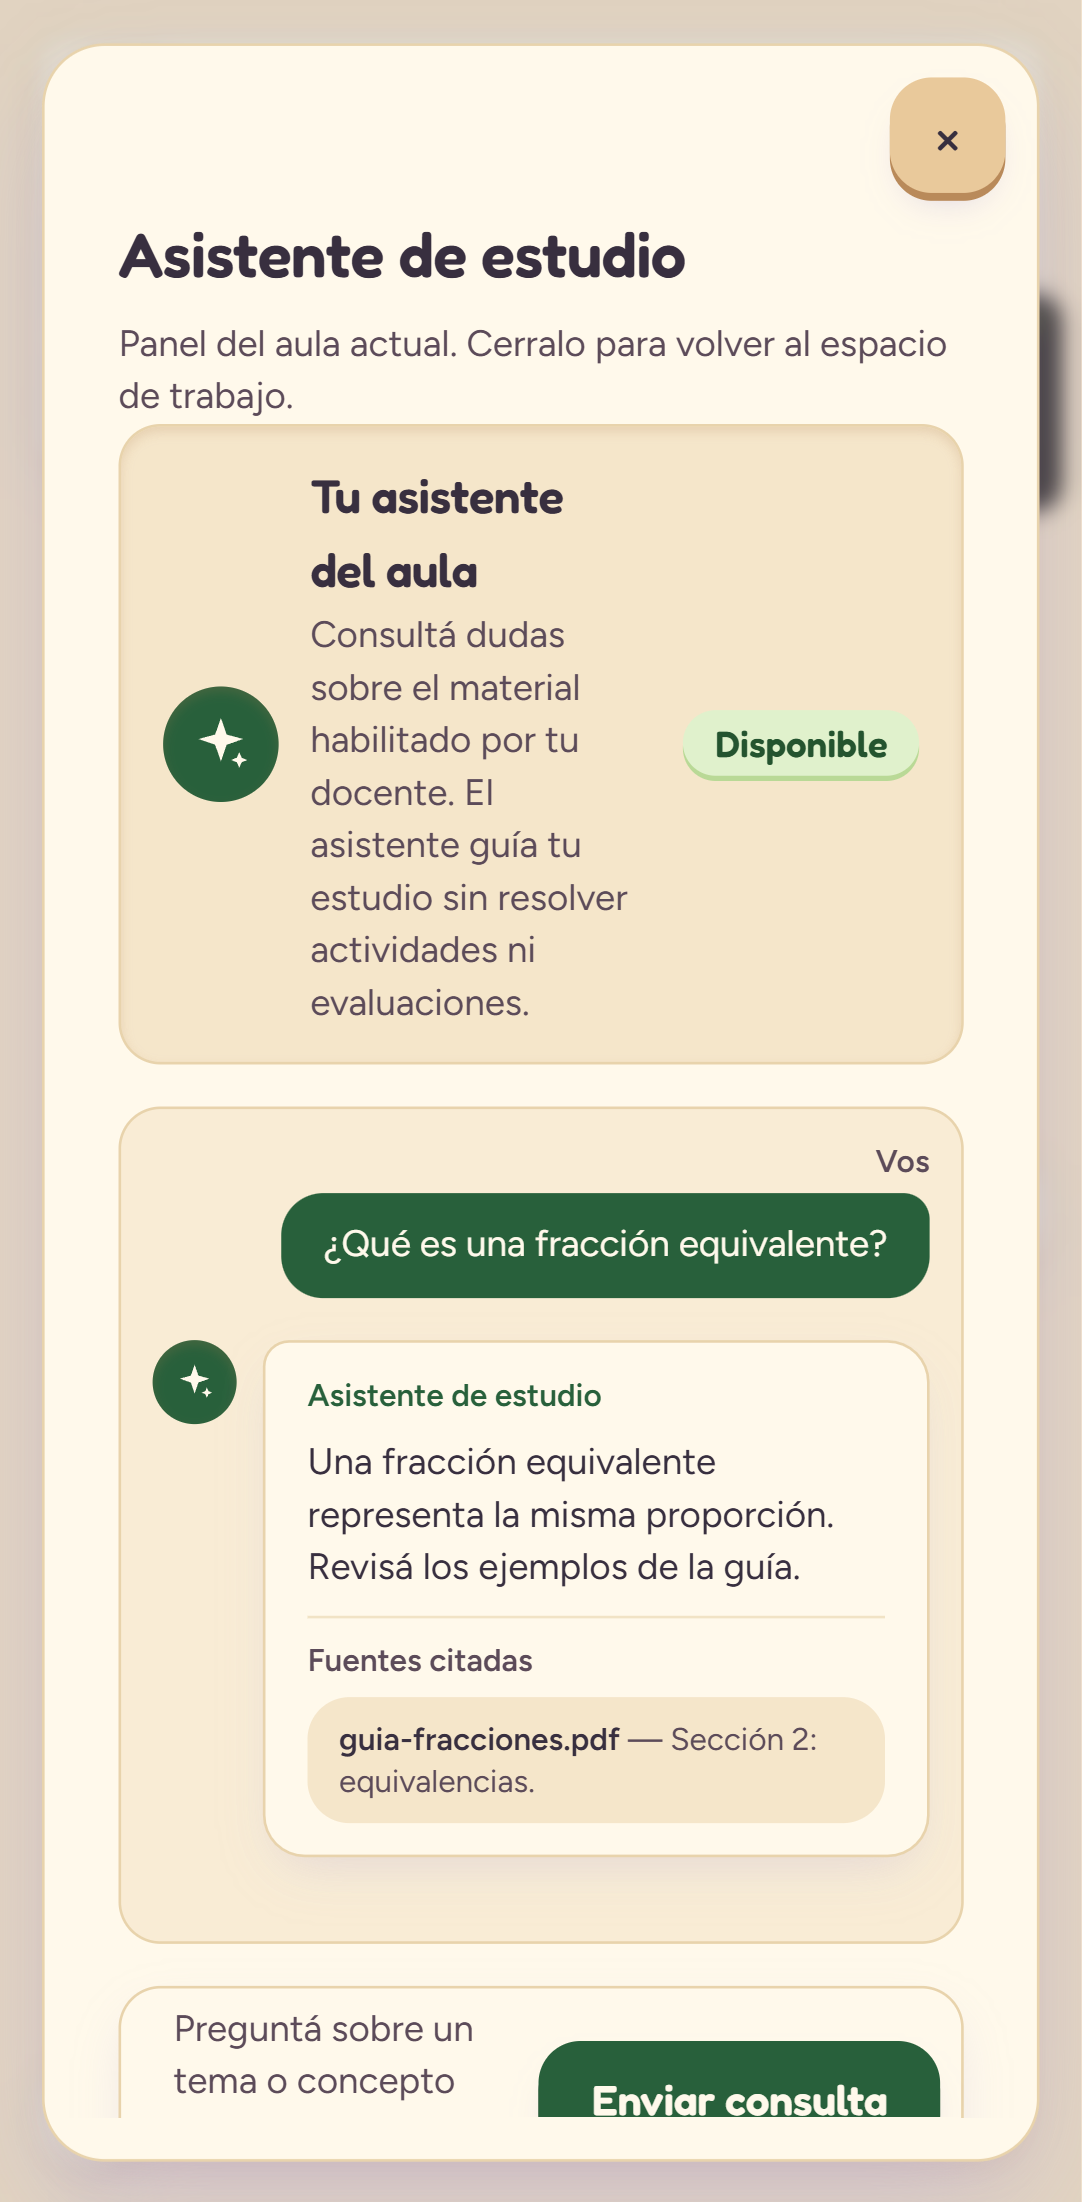 ×
Asistente de estudio
Panel del aula actual. Cerralo para volver al espacio
de trabajo.
Tu asistente
del aula
Consultá dudas
sobre el material
habilitado por tu
docente. El
asistente guía tu
estudio sin resolver
actividades ni
evaluaciones.
Disponible
Vos
¿Qué es una fracción equivalente?
Asistente de estudio
Una fracción equivalente
representa la misma proporción.
Revisá los ejemplos de la guía.
Fuentes citadas
guia-fracciones.pdf — Sección 2:
equivalencias.
Preguntá sobre un
tema o concepto
Enviar consulta